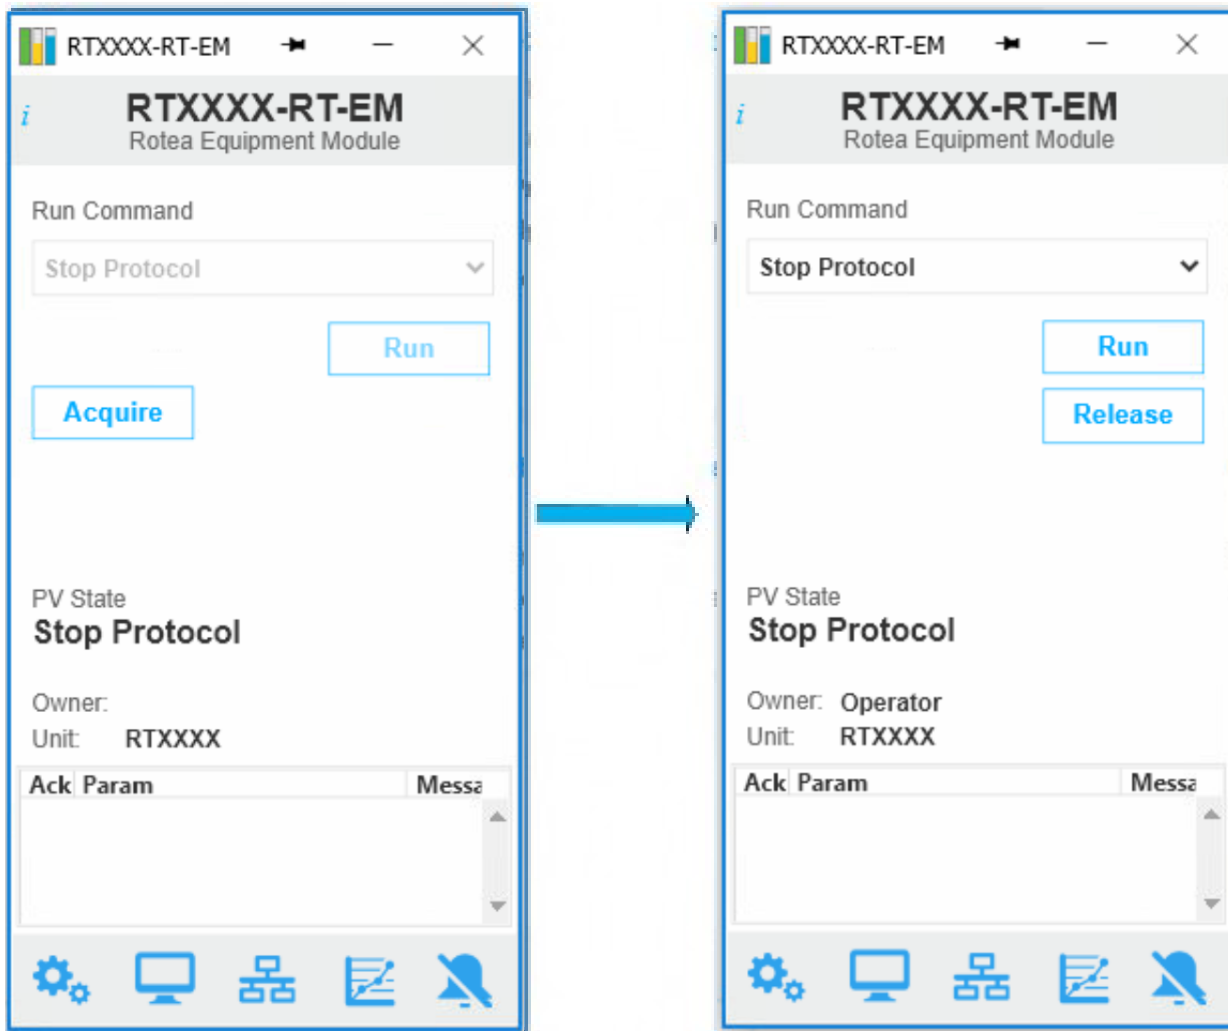 RTXXXX-RT-EM
i
RTXXXX-RT-EM
Rotea Equipment Module
Run Command
Stop Protocol
Run
Acquire
PV State
Stop Protocol
Owner:
Unit: RTXXXX
Ack Param Messa
RTXXXX-RT-EM
i
RTXXXX-RT-EM
Rotea Equipment Module
Run Command
Stop Protocol
Run
Release
PV State
Stop Protocol
Owner: Operator
Unit: RTXXXX
Ack Param Messa